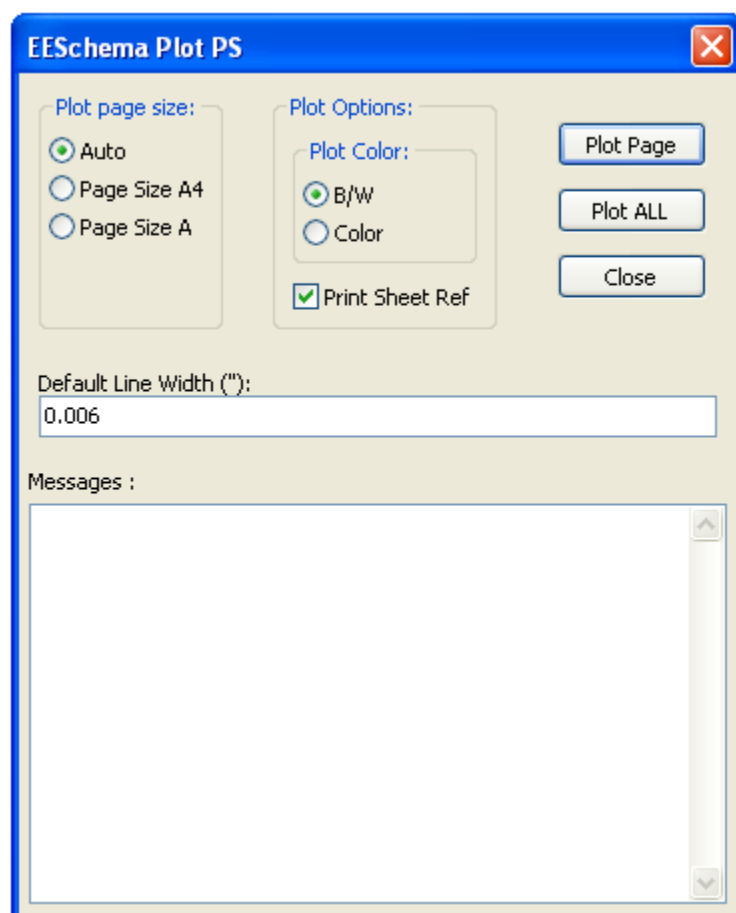 EESchema Plot PS
Plot page size:
Auto
Page Size A4
Page Size A
Plot Options:
Plot Color:
B/W
Color
Print Sheet Ref
Plot Page
Plot ALL
Close
Default Line Width ("):
0.006
Messages :